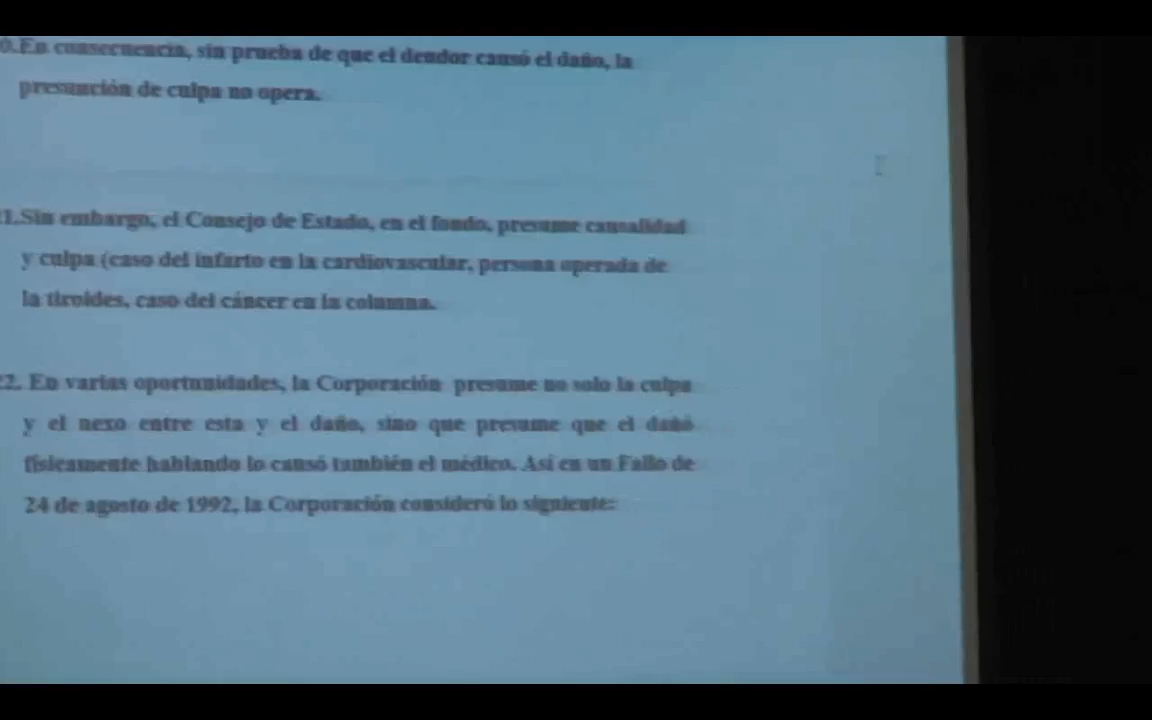 0.En consecuencia, sin prueba de que el deudor causó el daño, la
presunción de culpa no opera.
1.Sin embargo, el Consejo de Estado, en el fondo, presume causalidad
y culpa (caso del infarto en la cardiovascular, persona operada de
la tiroides, caso del cáncer en la columna.
22. En varias oportunidades, la Corporación presume no solo la culpa
y el nexo entre esta y el daño, sino que presume que el daño
físicamente hablando lo causó también el médico. Así en un Fallo de
24 de agosto de 1992, la Corporación consideró lo siguiente: